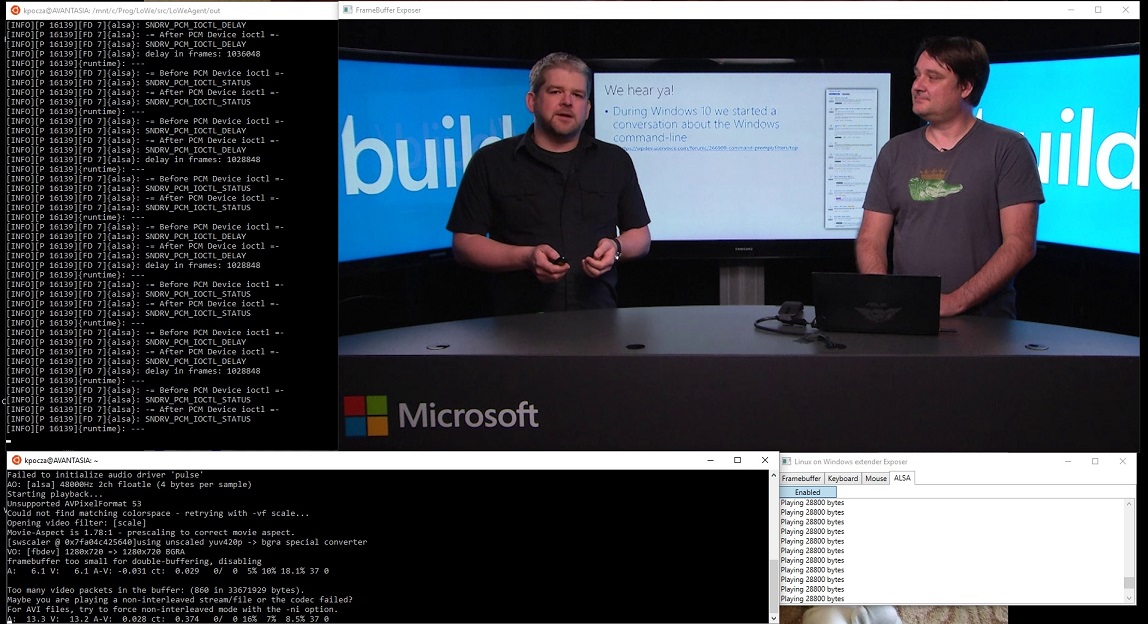 kpocza@AVANTASIA: /mnt/c/Prog/LoWe/src/LoWeAgent/out
[INFO][P 16139][FD 7]{alsa}: SNDRV_PCM_IOCTL_DELAY
[INFO][P 16139][FD 7]{alsa}: -= After PCM Device ioctl =-
[INFO][P 16139][FD 7]{alsa}: SNDRV_PCM_IOCTL_DELAY
[INFO][P 16139][FD 7]{alsa}: delay in frames: 1036048
[INFO][P 16139]{runtime}: ---
[INFO][P 16139][FD 7]{alsa}: -= Before PCM Device ioctl =-
[INFO][P 16139][FD 7]{alsa}: SNDRV_PCM_IOCTL_STATUS
[INFO][P 16139][FD 7]{alsa}: -= After PCM Device ioctl =-
[INFO][P 16139][FD 7]{alsa}: SNDRV_PCM_IOCTL_STATUS
[INFO][P 16139]{runtime}: ---
[INFO][P 16139][FD 7]{alsa}: -= Before PCM Device ioctl =-
[INFO][P 16139][FD 7]{alsa}: SNDRV_PCM_IOCTL_DELAY
[INFO][P 16139][FD 7]{alsa}: -= After PCM Device ioctl =-
[INFO][P 16139][FD 7]{alsa}: SNDRV_PCM_IOCTL_DELAY
[INFO][P 16139][FD 7]{alsa}: delay in frames: 1028848
[INFO][P 16139]{runtime}: ---
[INFO][P 16139][FD 7]{alsa}: -= Before PCM Device ioctl =-
[INFO][P 16139][FD 7]{alsa}: SNDRV_PCM_IOCTL_STATUS
[INFO][P 16139][FD 7]{alsa}: -= After PCM Device ioctl =-
[INFO][P 16139][FD 7]{alsa}: SNDRV_PCM_IOCTL_STATUS
[INFO][P 16139]{runtime}: ---
[INFO][P 16139][FD 7]{alsa}: -= Before PCM Device ioctl =-
[INFO][P 16139][FD 7]{alsa}: SNDRV_PCM_IOCTL_DELAY
[INFO][P 16139][FD 7]{alsa}: -= After PCM Device ioctl =-
[INFO][P 16139][FD 7]{alsa}: SNDRV_PCM_IOCTL_DELAY
[INFO][P 16139][FD 7]{alsa}: delay in frames: 1028848
[INFO][P 16139]{runtime}: ---
[INFO][P 16139][FD 7]{alsa}: -= Before PCM Device ioctl =-
[INFO][P 16139][FD 7]{alsa}: SNDRV_PCM_IOCTL_STATUS
[INFO][P 16139][FD 7]{alsa}: -= After PCM Device ioctl =-
[INFO][P 16139][FD 7]{alsa}: SNDRV_PCM_IOCTL_STATUS
[INFO][P 16139]{runtime}: ---
[INFO][P 16139][FD 7]{alsa}: -= Before PCM Device ioctl =-
[INFO][P 16139][FD 7]{alsa}: SNDRV_PCM_IOCTL_DELAY
[INFO][P 16139][FD 7]{alsa}: -= After PCM Device ioctl =-
[INFO][P 16139][FD 7]{alsa}: SNDRV_PCM_IOCTL_DELAY
[INFO][P 16139][FD 7]{alsa}: delay in frames: 1028848
[INFO][P 16139]{runtime}: ---
[INFO][P 16139][FD 7]{alsa}: -= Before PCM Device ioctl =-
[INFO][P 16139][FD 7]{alsa}: SNDRV_PCM_IOCTL_STATUS
[INFO][P 16139][FD 7]{alsa}: -= After PCM Device ioctl =-
[INFO][P 16139][FD 7]{alsa}: SNDRV_PCM_IOCTL_STATUS
[INFO][P 16139]{runtime}: ---
FrameBuffer Exposer
build
We hear ya!
• During Windows 10 we started a
conversation about the Windows
command-line
build
Microsoft
kpocza@AVANTASIA: ~
Failed to initialize audio driver 'pulse'
AO: [alsa] 48000Hz 2ch floatle (4 bytes per sample)
Starting playback...
Unsupported AVPixelFormat 53
Could not find matching colorspace - retrying with -vf scale...
Opening video filter: [scale]
Movie-Aspect is 1.78:1 - prescaling to correct movie aspect.
[swscaler @ 0x7fa04c425640]using unscaled yuv420p -> bgra special converter
VO: [fbdev] 1280x720 => 1280x720 BGRA
framebuffer too small for double-buffering, disabling
A:   6.1 V:   6.1 A-V: -0.031 ct:  0.029   0/  0  5% 10% 18.1% 37 0
Too many video packets in the buffer: (860 in 33671929 bytes).
Maybe you are playing a non-interleaved stream/file or the codec failed?
For AVI files, try to force non-interleaved mode with the -ni option.
A:  13.3 V:  13.2 A-V:  0.028 ct:  0.374   0/  0 16%  7%  8.5% 37 0
Linux on Windows extender Exposer
Framebuffer Keyboard Mouse ALSA
Enabled
Playing 28800 bytes
Playing 28800 bytes
Playing 28800 bytes
Playing 28800 bytes
Playing 28800 bytes
Playing 28800 bytes
Playing 28800 bytes
Playing 28800 bytes
Playing 28800 bytes
Playing 28800 bytes
Playing 28800 bytes